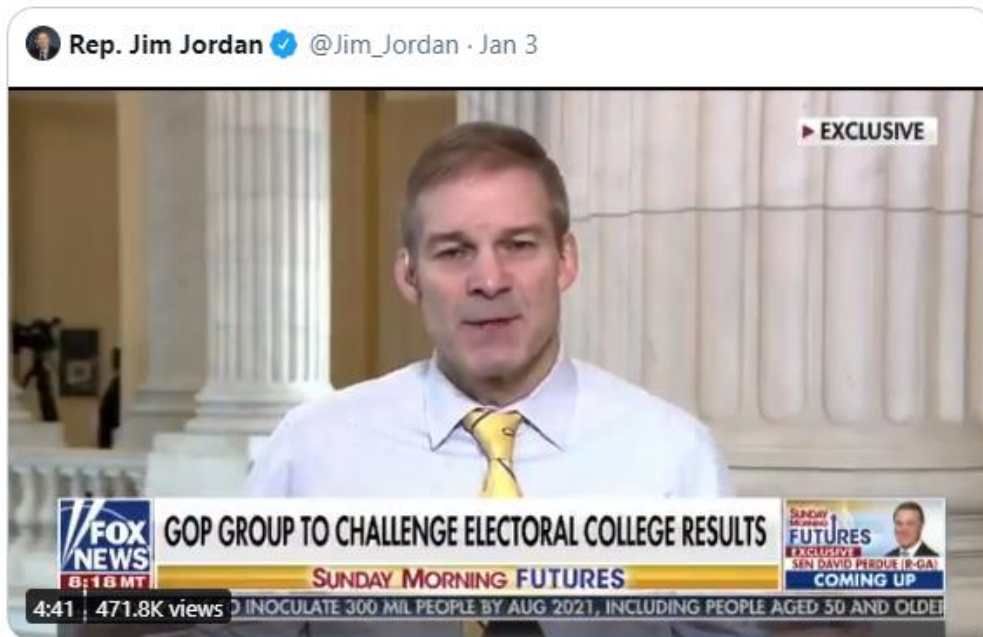 Rep. Jim Jordan @Jim_Jordan · Jan 3
EXCLUSIVE
FOX
NEWS
8:18 MT
GOP GROUP TO CHALLENGE ELECTORAL COLLEGE RESULTS
SUNDAY MORNING FUTURES
SUNDAY
MORNING
FUTURES
EXCLUSIVE
SEN DAVID PERDUE (R-GA)
COMING UP
4:41 471.8K views
INOCULATE 300 MIL PEOPLE BY AUG 2021, INCLUDING PEOPLE AGED 50 AND OLDER